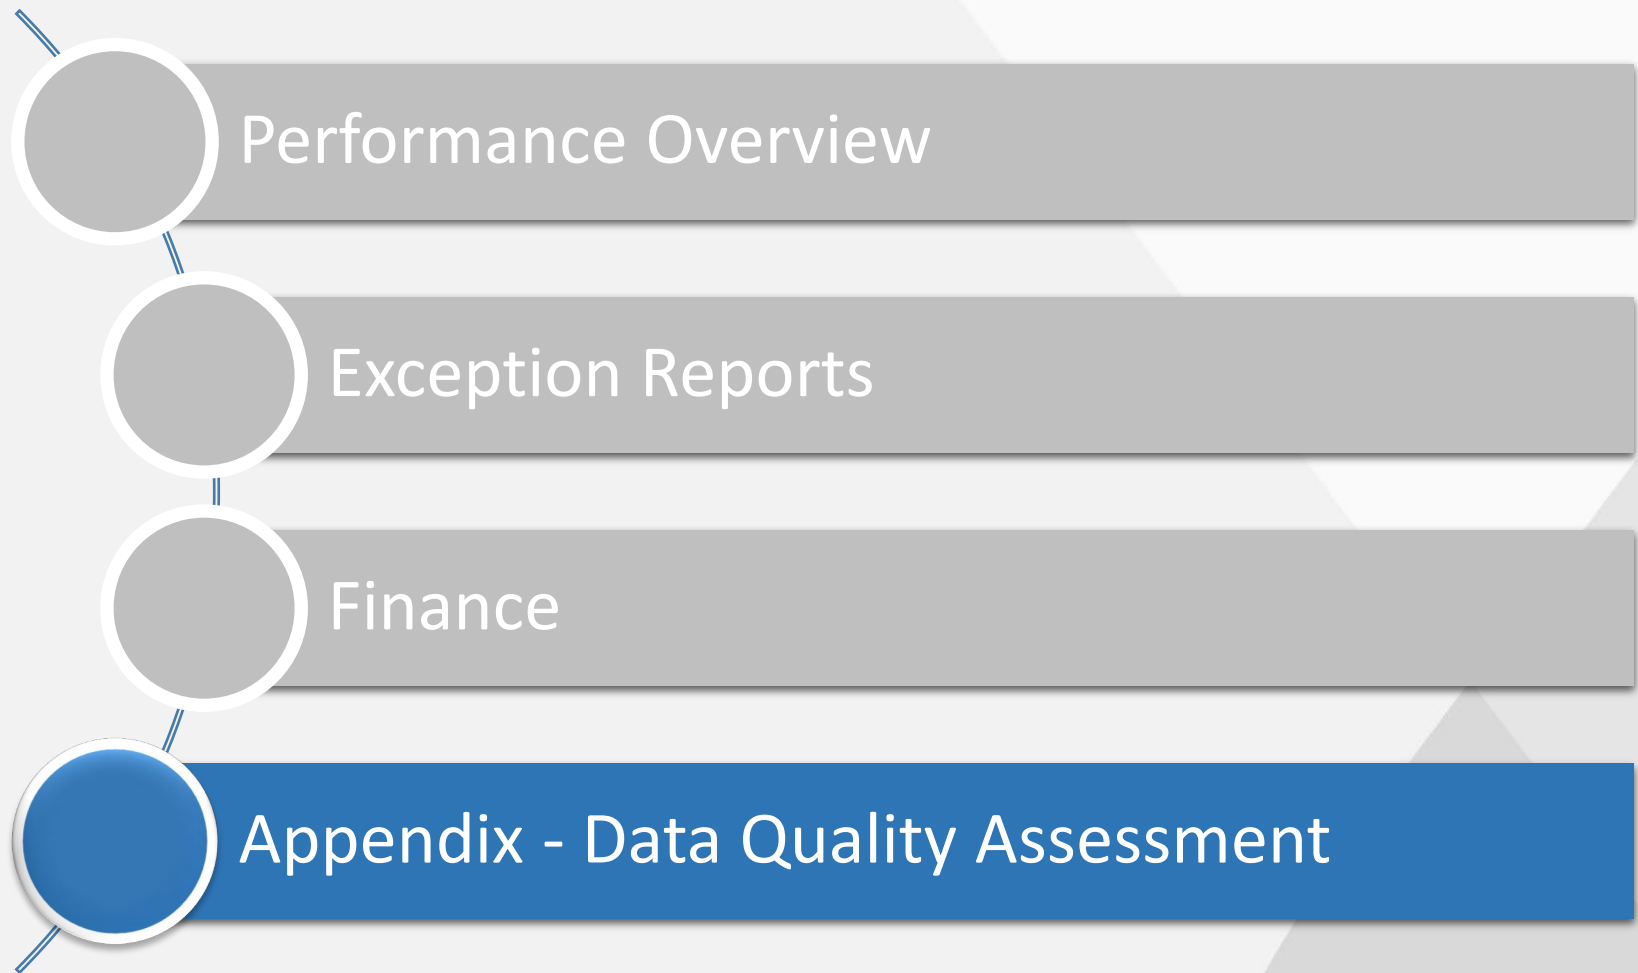 Performance Overview
Exception Reports
Finance
Appendix - Data Quality Assessment